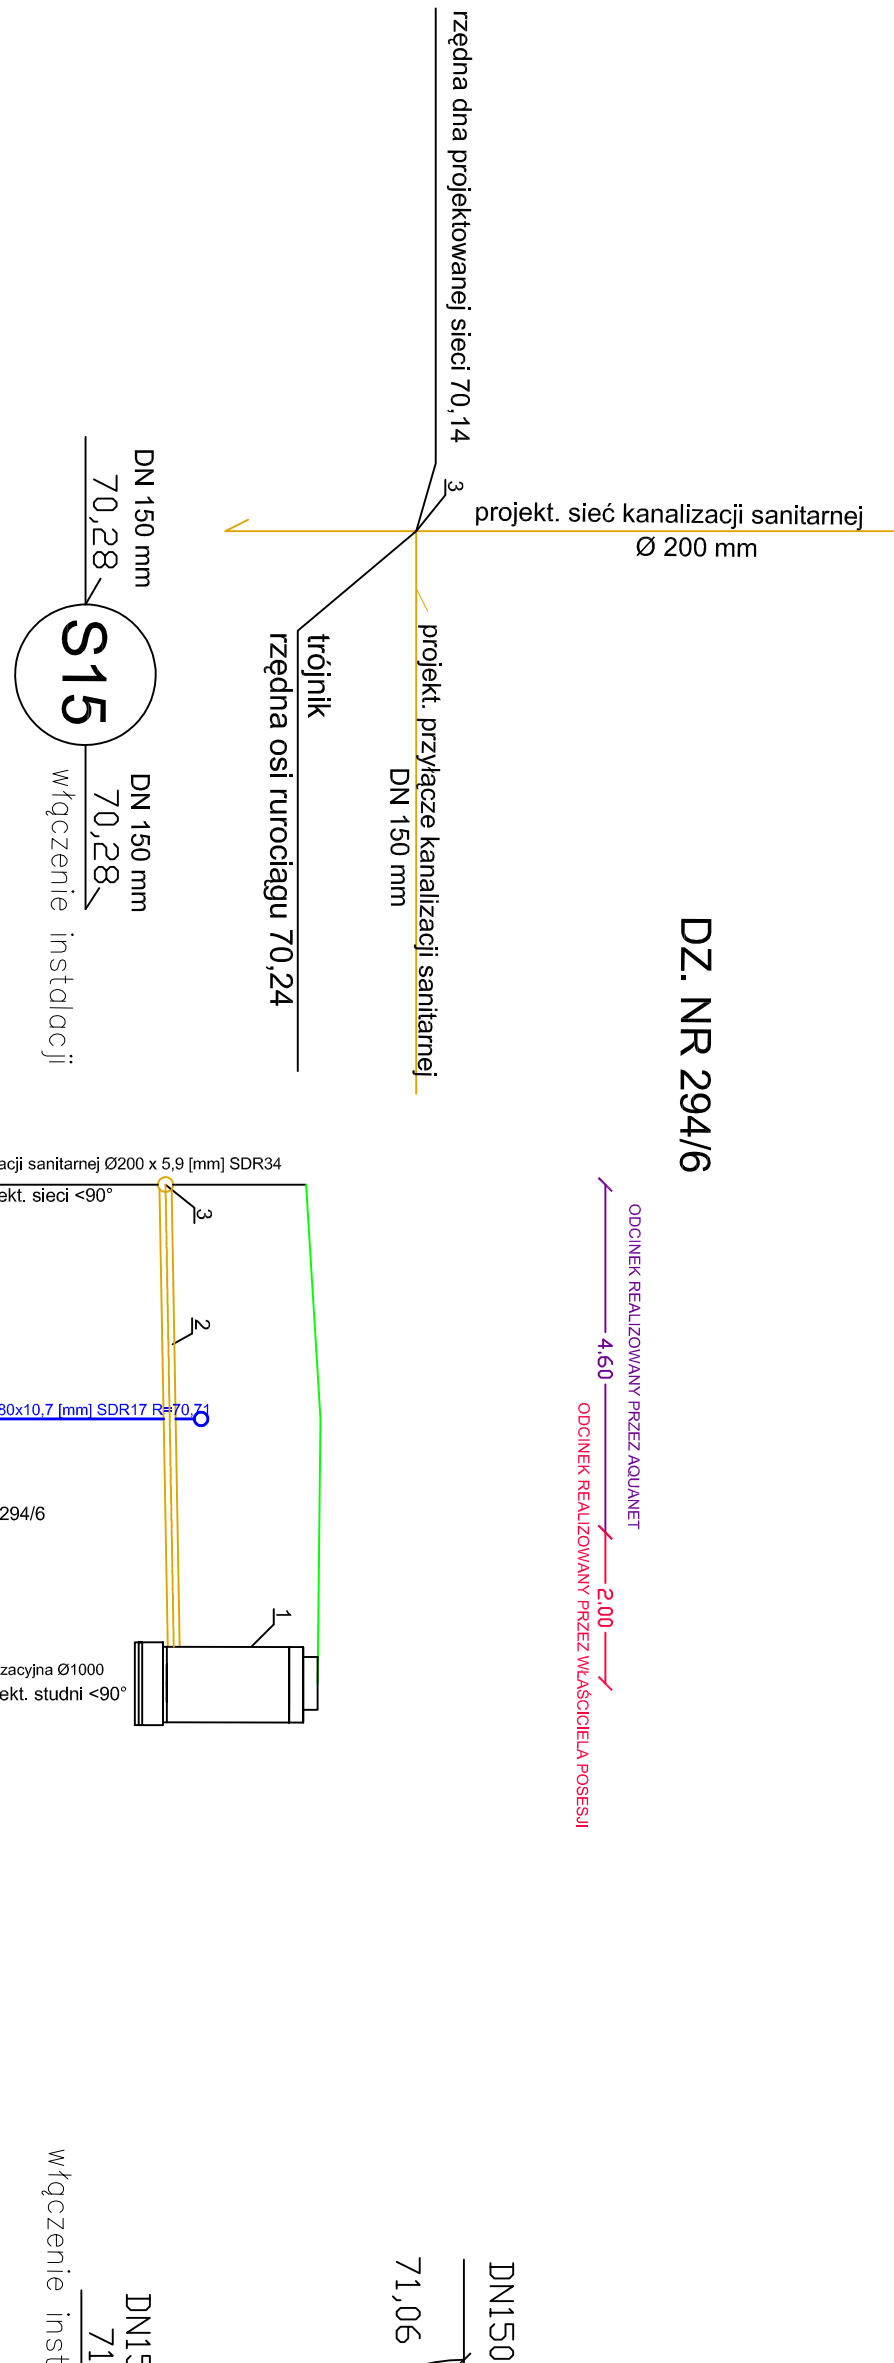 rzędna dna projektowanej sieci 70,14
3
projekt. sieć kanalizacji sanitarnej
Ø 200 mm
projekt. przyłącze kanalizacji sanitarnej
DN 150 mm
trójnik
rzędna osi rurociągu 70,24
DN 150 mm
70,28
S15
DN 150 mm
70,28
włączenie instalacji
DZ. NR 294/6
ODCINEK REALIZOWANY PRZEZ AQUANET
4,60
2,00
ODCINEK REALIZOWANY PRZEZ WŁAŚCICIELA POSESJI
acji sanitarnej Ø200 x 5,9 [mm] SDR34
ekt. sieci <90°
3
2
80x10,7 [mm] SDR17 R=70,71
294/6
1
zacyjna Ø1000
ekt. studni <90°
DN150
71,06
DN15
71
włączenie inst